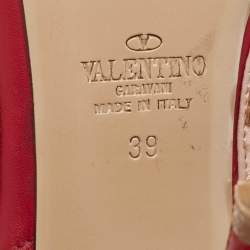 VALENTINO
GARAVANI
MADE IN ITALY
39